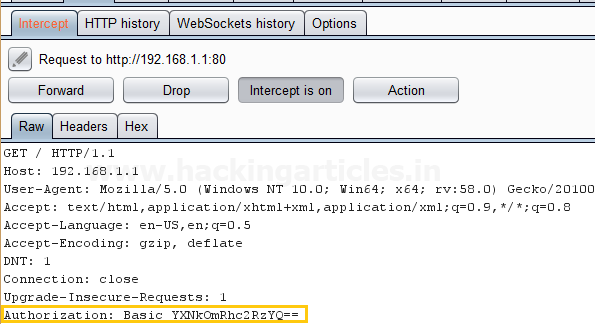 Intercept HTTP history WebSockets history Options
Request to http://192.168.1.1:80
Forward Drop Intercept is on Action
Raw Headers Hex
GET / HTTP/1.1
www.hackingarticles.in
Host: 192.168.1.1
User-Agent: Mozilla/5.0 (Windows NT 10.0; Win64; x64; rv:58.0) Gecko/20100
Accept: text/html,application/xhtml+xml,application/xml;q=0.9,*/*;q=0.8
Accept-Language: en-US,en;q=0.5
Accept-Encoding: gzip, deflate
DNT: 1
Connection: close
Upgrade-Insecure-Requests: 1
Authorization: Basic YXNkOmRhc2RzYQ==